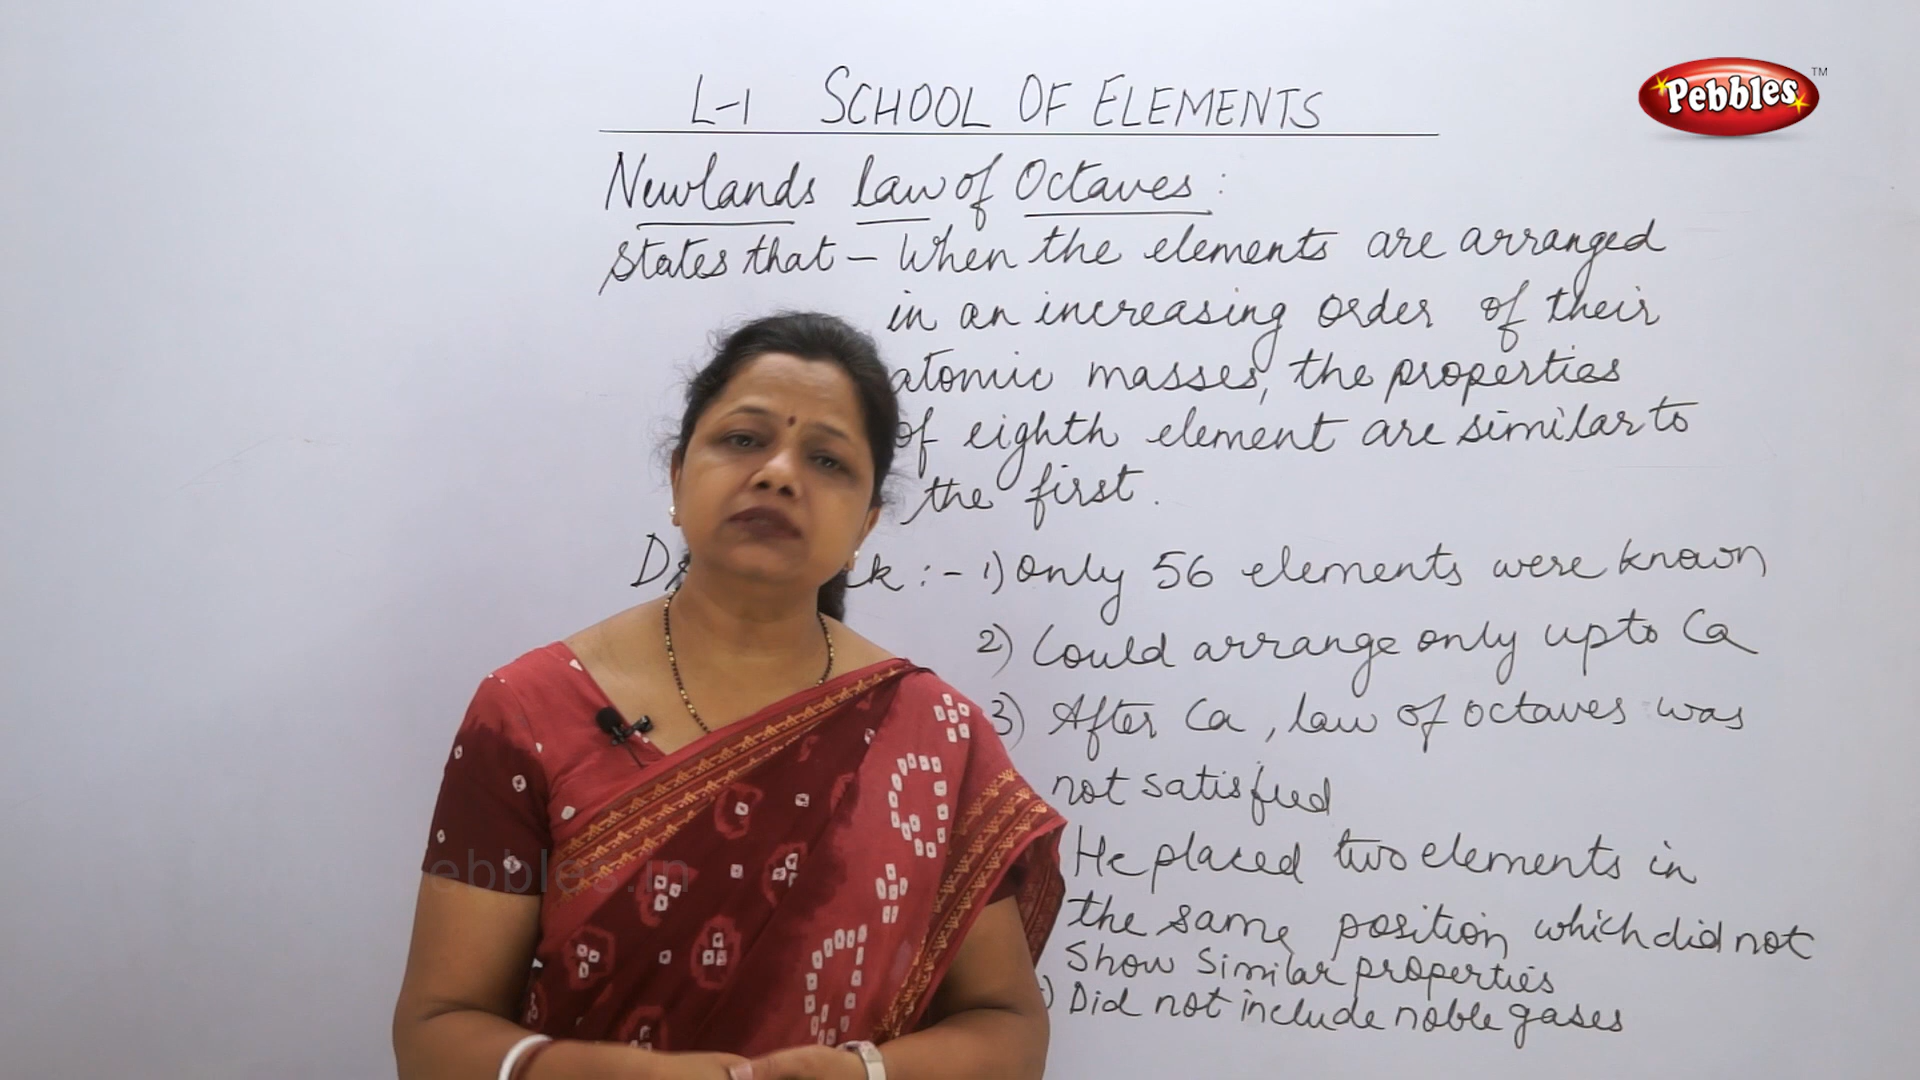 L-1 SCHOOL OF ELEMENTS
Pebbles TM
Newlands law of Octaves :
states that – When the elements are arranged
in an increasing order of their
atomic masses, the properties
of eighth element are similar to
the first.
:- 1) Only 56 elements were known
2) Could arrange only upto Ca
3) After Ca, law of octaves was
not satisfied
He placed two elements in
the same position which did not
Show similar properties
) Did not include noble gases
ebbles.in